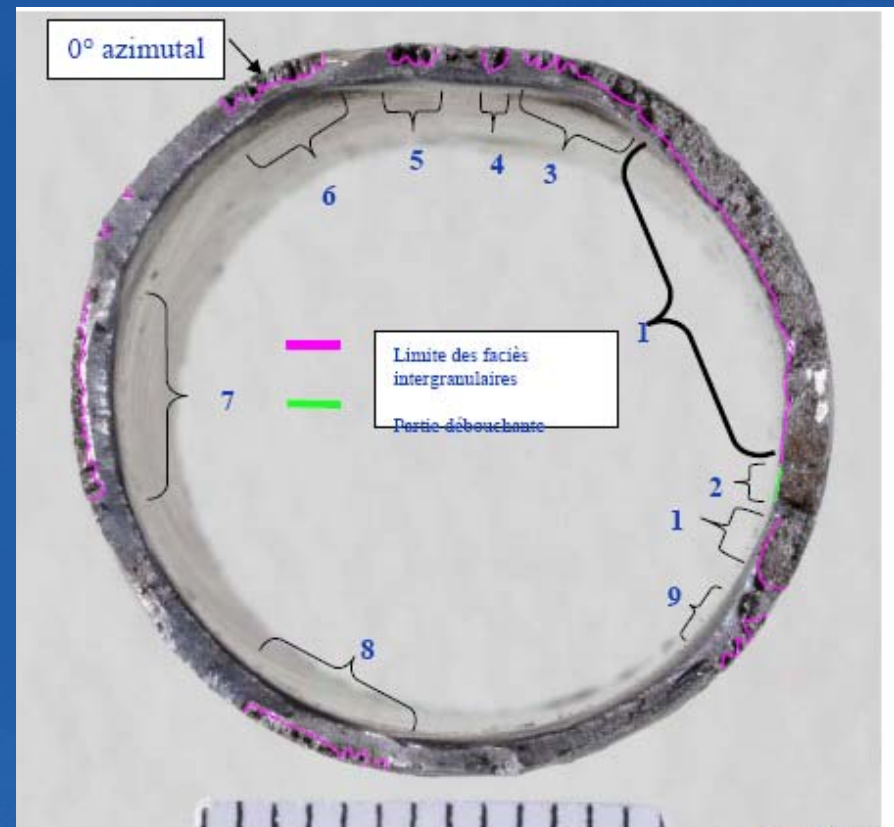 0° azimutal
5
4
3
6
1
7
Limite des faciès
intergranulaires
Partie débouchante
2
1
9
8